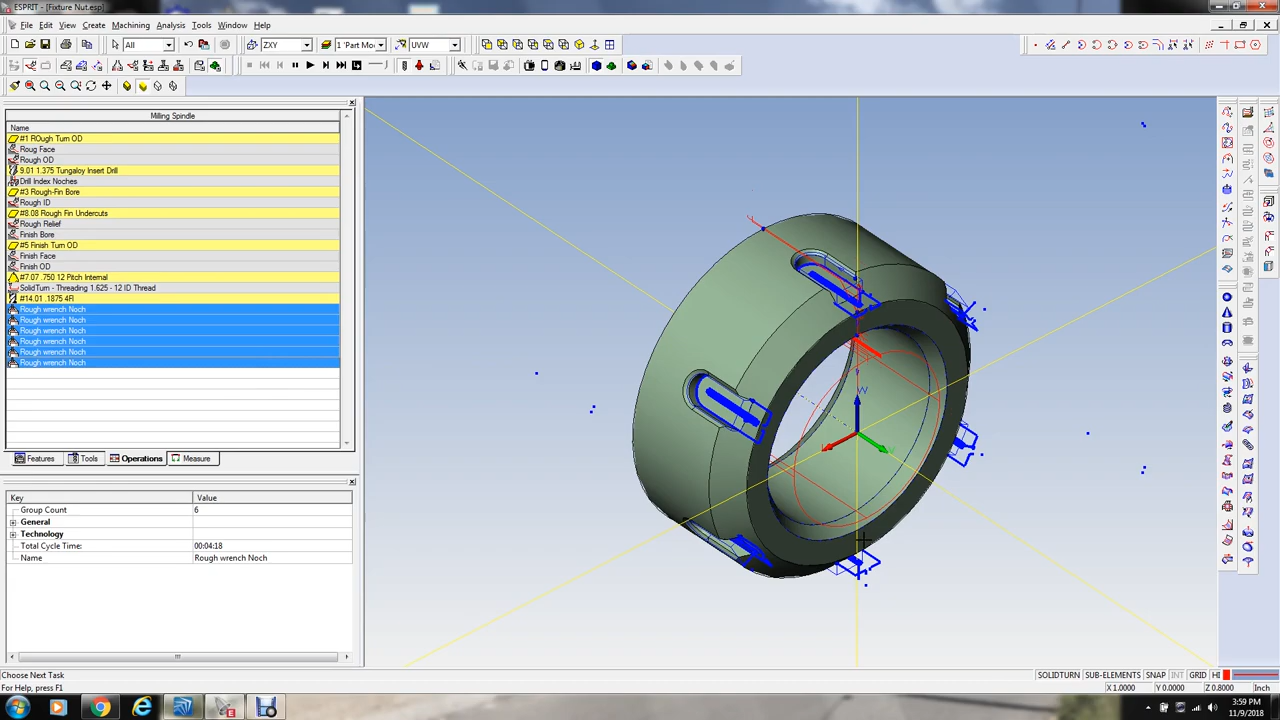 ESPRIT - [Fixture Nut.esp]
File Edit View Create Machining Analysis Tools Window Help
All
ZXY
1 'Part Mo
UVW
Milling Spindle
Name
#1 ROugh Turn OD
Roug Face
Rough OD
9.01 1.375 Tungaloy Insert Drill
Drill Index Noches
#3 Rough-Fin Bore
Rough ID
#8.08 Rough Fin Undercuts
Rough Relief
Finish Bore
#5 Finish Turn OD
Finish Face
Finish OD
#7.07 .750 12 Pitch Internal
SolidTurn - Threading 1.625 - 12 ID Thread
#14.01 .1875 4Fl
Rough wrench Noch
Rough wrench Noch
Rough wrench Noch
Rough wrench Noch
Rough wrench Noch
Rough wrench Noch
Features Tools Operations Measure
Key Value
Group Count 6
General
Technology
Total Cycle Time: 00:04:18
Name Rough wrench Noch
W
Choose Next Task
SOLIDTURN SUB-ELEMENTS SNAP INT GRID HI
For Help, press F1
X 1.0000 Y 0.0000 Z 0.8000 Inch
3:59 PM
11/9/2018